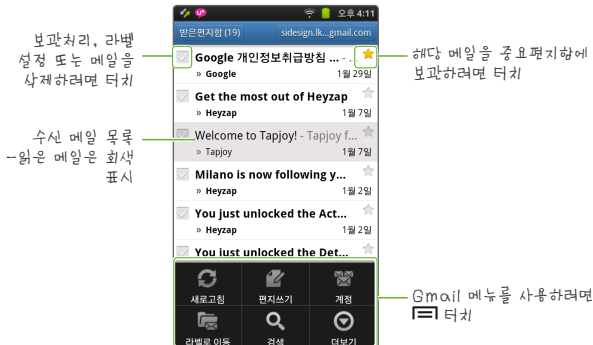 오후 4:11
받은편지함 (19) sidesign.lk...gmail.com
보관처리, 라벨
설정 또는 메일을
삭제하려면 터치
Google 개인정보취급방침 ... - ...
» Google 1월 29일
해당 메일을 중요편지함에
보관하려면 터치
Get the most out of Heyzap
» Heyzap 1월 7일
수신 메일 목록
-읽은 메일은 회색
표시
Welcome to Tapjoy! - Tapjoy f...
» Tapjoy 1월 7일
Milano is now following y...
» Heyzap 1월 2일
You just unlocked the Act...
» Heyzap 1월 2일
You just unlocked the Det...
새로고침 편지쓰기 계정
라벨로 이동 검색 더보기
Gmail 메뉴를 사용하려면
터치